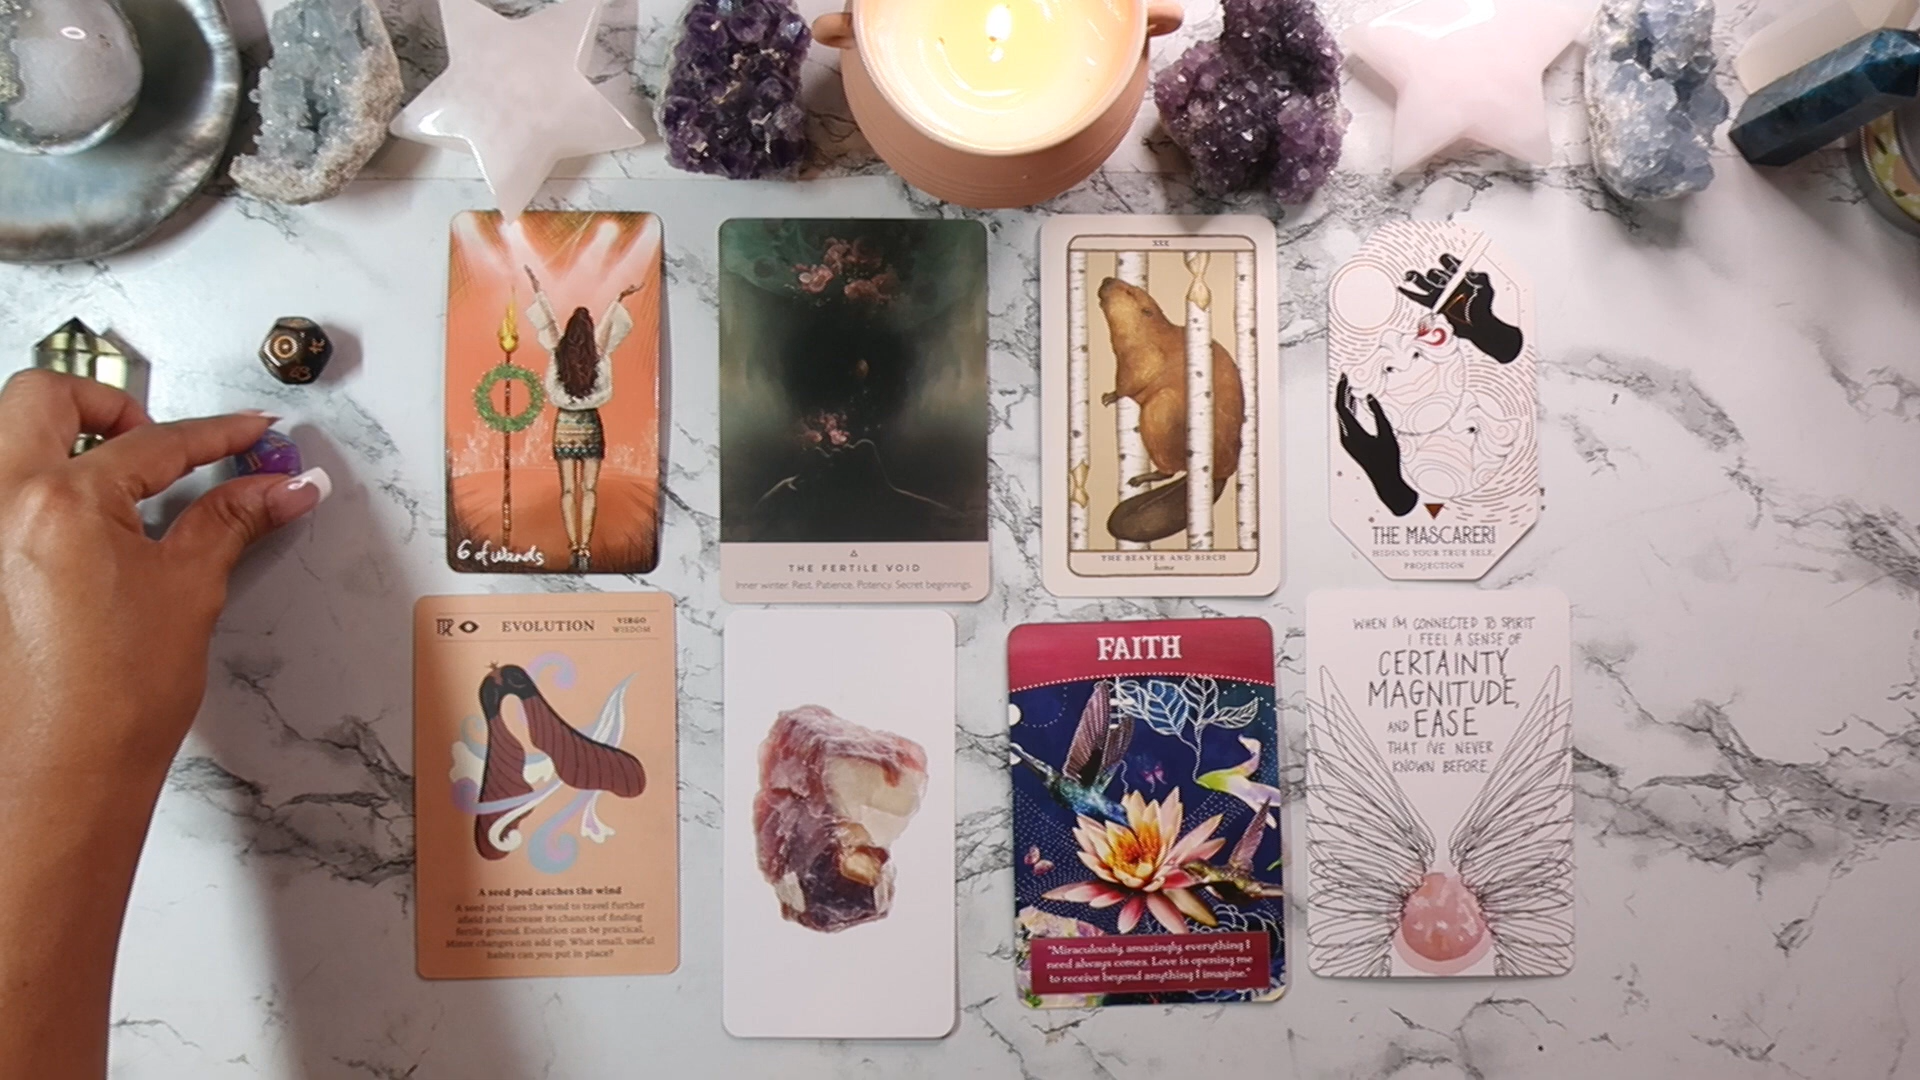 6 of Wands
THE FERTILE VOID
Inner winter. Rest. Patience. Potency. Secret beginnings.
XXX
THE BEAVER AND BIRCH
home
THE MASCARERI
HIDING YOUR TRUE SELF,
PROJECTION
EVOLUTION
VIRGO
WISDOM
A seed pod catches the wind
A seed pod uses the wind to travel further
afield and increase its chances of finding
fertile ground. Evolution can be practical.
Minor changes can add up. What small, useful
habits can you put in place?
FAITH
"Miraculously, amazingly, everything I
need always comes. Love is opening me
to receive beyond anything I imagine."
WHEN I'M CONNECTED TO SPIRIT
I FEEL A SENSE OF
CERTAINTY,
MAGNITUDE,
AND EASE
THAT I'VE NEVER
KNOWN BEFORE.